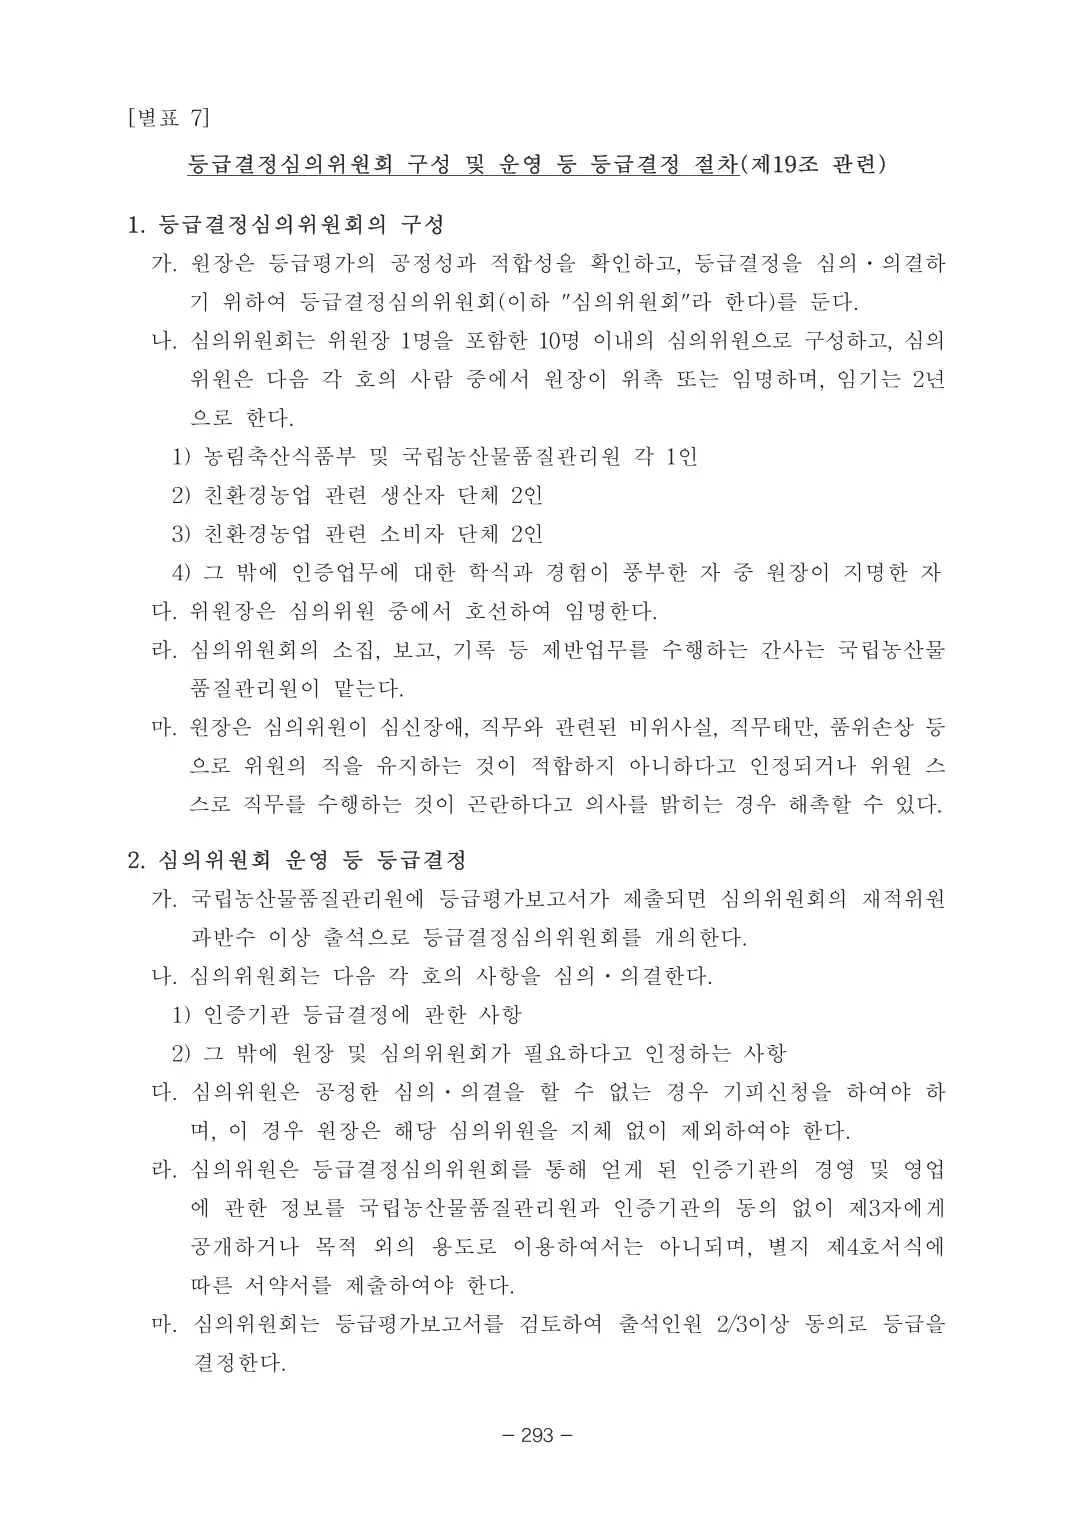 [별표 7]
등급결정심의위원회 구성 및 운영 등 등급결정 절차(제19조 관련)
1. 등급결정심의위원회의 구성
가. 원장은 등급평가의 공정성과 적합성을 확인하고, 등급결정을 심의·의결하
기 위하여 등급결정심의위원회(이하 "심의위원회"라 한다)를 둔다.
나. 심의위원회는 위원장 1명을 포함한 10명 이내의 심의위원으로 구성하고, 심의
위원은 다음 각 호의 사람 중에서 원장이 위촉 또는 임명하며, 임기는 2년
으로 한다.
1) 농림축산식품부 및 국립농산물품질관리원 각 1인
2) 친환경농업 관련 생산자 단체 2인
3) 친환경농업 관련 소비자 단체 2인
4) 그 밖에 인증업무에 대한 학식과 경험이 풍부한 자 중 원장이 지명한 자
다. 위원장은 심의위원 중에서 호선하여 임명한다.
라. 심의위원회의 소집, 보고, 기록 등 제반업무를 수행하는 간사는 국립농산물
품질관리원이 맡는다.
마. 원장은 심의위원이 심신장애, 직무와 관련된 비위사실, 직무태만, 품위손상 등
으로 위원의 직을 유지하는 것이 적합하지 아니하다고 인정되거나 위원 스
스로 직무를 수행하는 것이 곤란하다고 의사를 밝히는 경우 해촉할 수 있다.
2. 심의위원회 운영 등 등급결정
가. 국립농산물품질관리원에 등급평가보고서가 제출되면 심의위원회의 재적위원
과반수 이상 출석으로 등급결정심의위원회를 개의한다.
나. 심의위원회는 다음 각 호의 사항을 심의·의결한다.
1) 인증기관 등급결정에 관한 사항
2) 그 밖에 원장 및 심의위원회가 필요하다고 인정하는 사항
다. 심의위원은 공정한 심의·의결을 할 수 없는 경우 기피신청을 하여야 하
며, 이 경우 원장은 해당 심의위원을 지체 없이 제외하여야 한다.
라. 심의위원은 등급결정심의위원회를 통해 얻게 된 인증기관의 경영 및 영업
에 관한 정보를 국립농산물품질관리원과 인증기관의 동의 없이 제3자에게
공개하거나 목적 외의 용도로 이용하여서는 아니되며, 별지 제4호서식에
따른 서약서를 제출하여야 한다.
마. 심의위원회는 등급평가보고서를 검토하여 출석인원 2/3이상 동의로 등급을
결정한다.
- 293 -